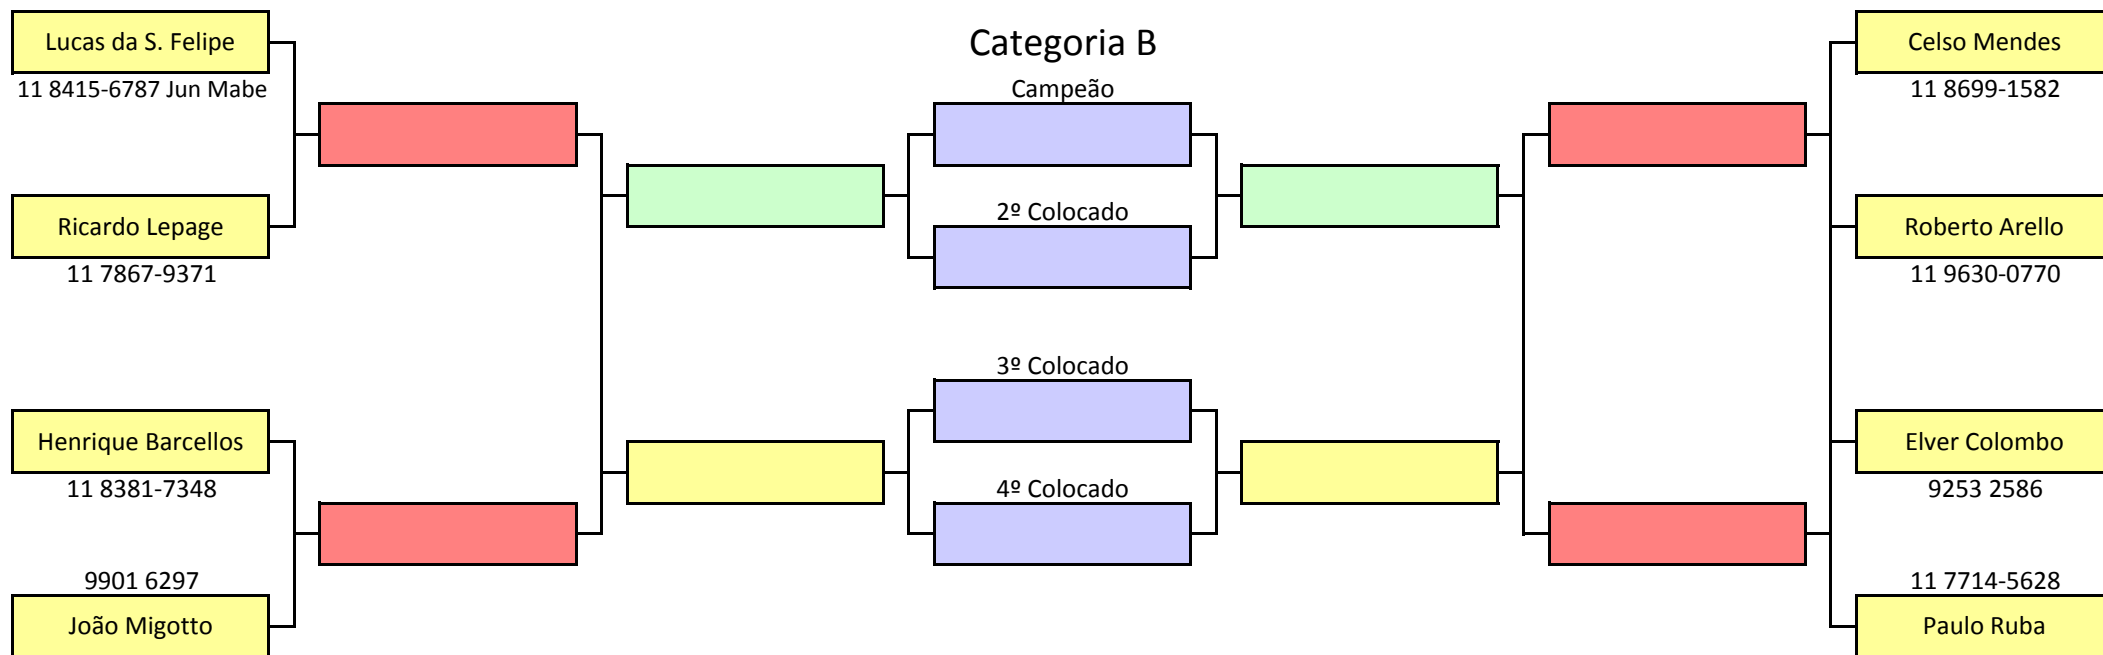 Categoria B
Lucas da S. Felipe
11 8415-6787 Jun Mabe
Ricardo Lepage
11 7867-9371
Henrique Barcellos
11 8381-7348
9901 6297
João Migotto
Campeão
2º Colocado
3º Colocado
4º Colocado
Celso Mendes
11 8699-1582
Roberto Arello
11 9630-0770
Elver Colombo
9253 2586
11 7714-5628
Paulo Ruba